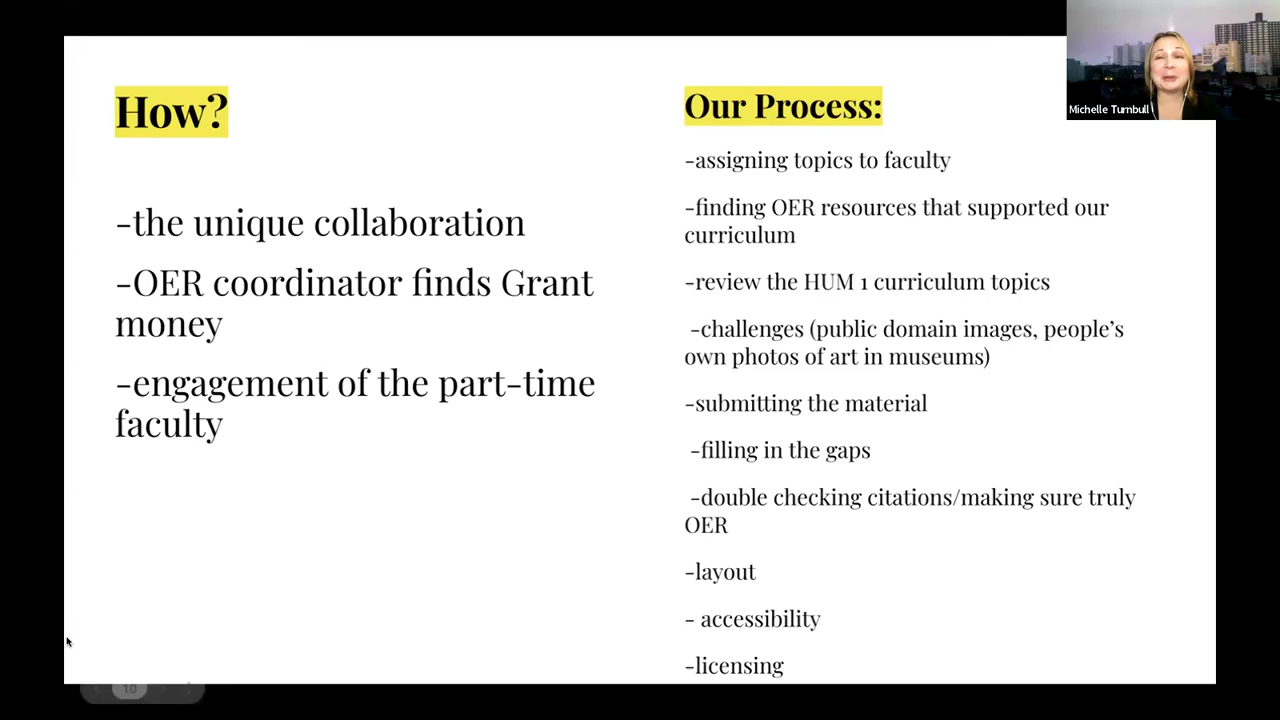 How?
-the unique collaboration
-OER coordinator finds Grant
money
-engagement of the part-time
faculty
Our Process:
-assigning topics to faculty
-finding OER resources that supported our
curriculum
-review the HUM 1 curriculum topics
-challenges (public domain images, people’s
own photos of art in museums)
-submitting the material
-filling in the gaps
-double checking citations/making sure truly
OER
-layout
- accessibility
-licensing
Michelle Turnbull
10